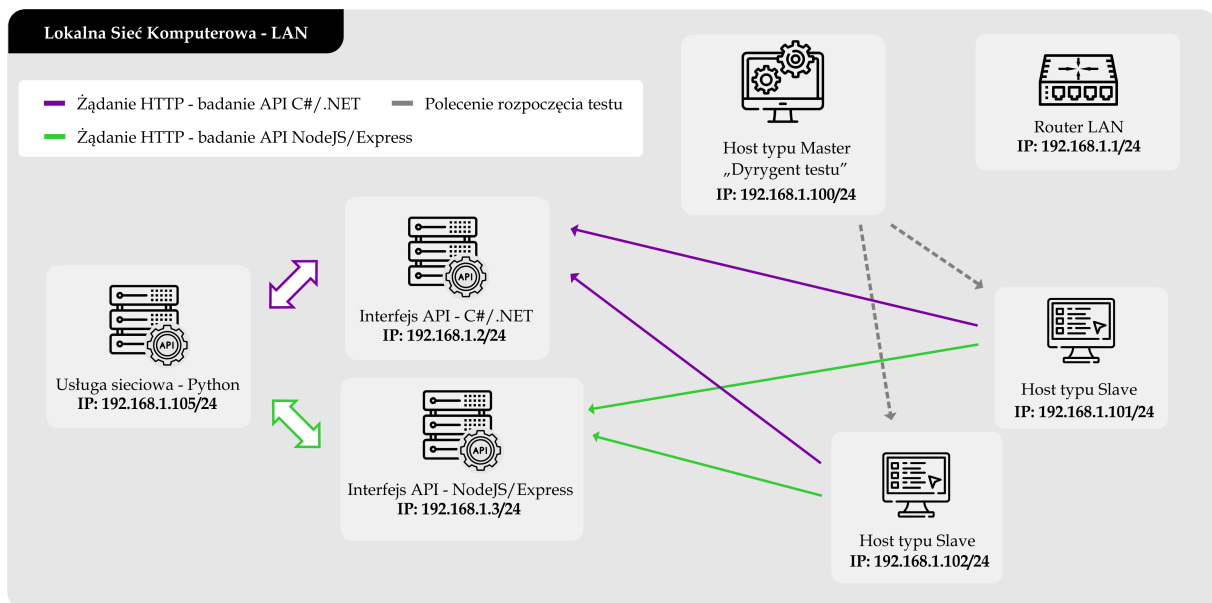 Lokalna Sieć Komputerowa - LAN
Żądanie HTTP - badanie API C#/.NET
Polecenie rozpoczęcia testu
Żądanie HTTP - badanie API NodeJS/Express
Host typu Master
„Dyrygent testu”
IP: 192.168.1.100/24
Router LAN
IP: 192.168.1.1/24
API
Interfejs API - C#/.NET
IP: 192.168.1.2/24
API
Usługa sieciowa - Python
IP: 192.168.1.105/24
API
Interfejs API - NodeJS/Express
IP: 192.168.1.3/24
Host typu Slave
IP: 192.168.1.101/24
Host typu Slave
IP: 192.168.1.102/24